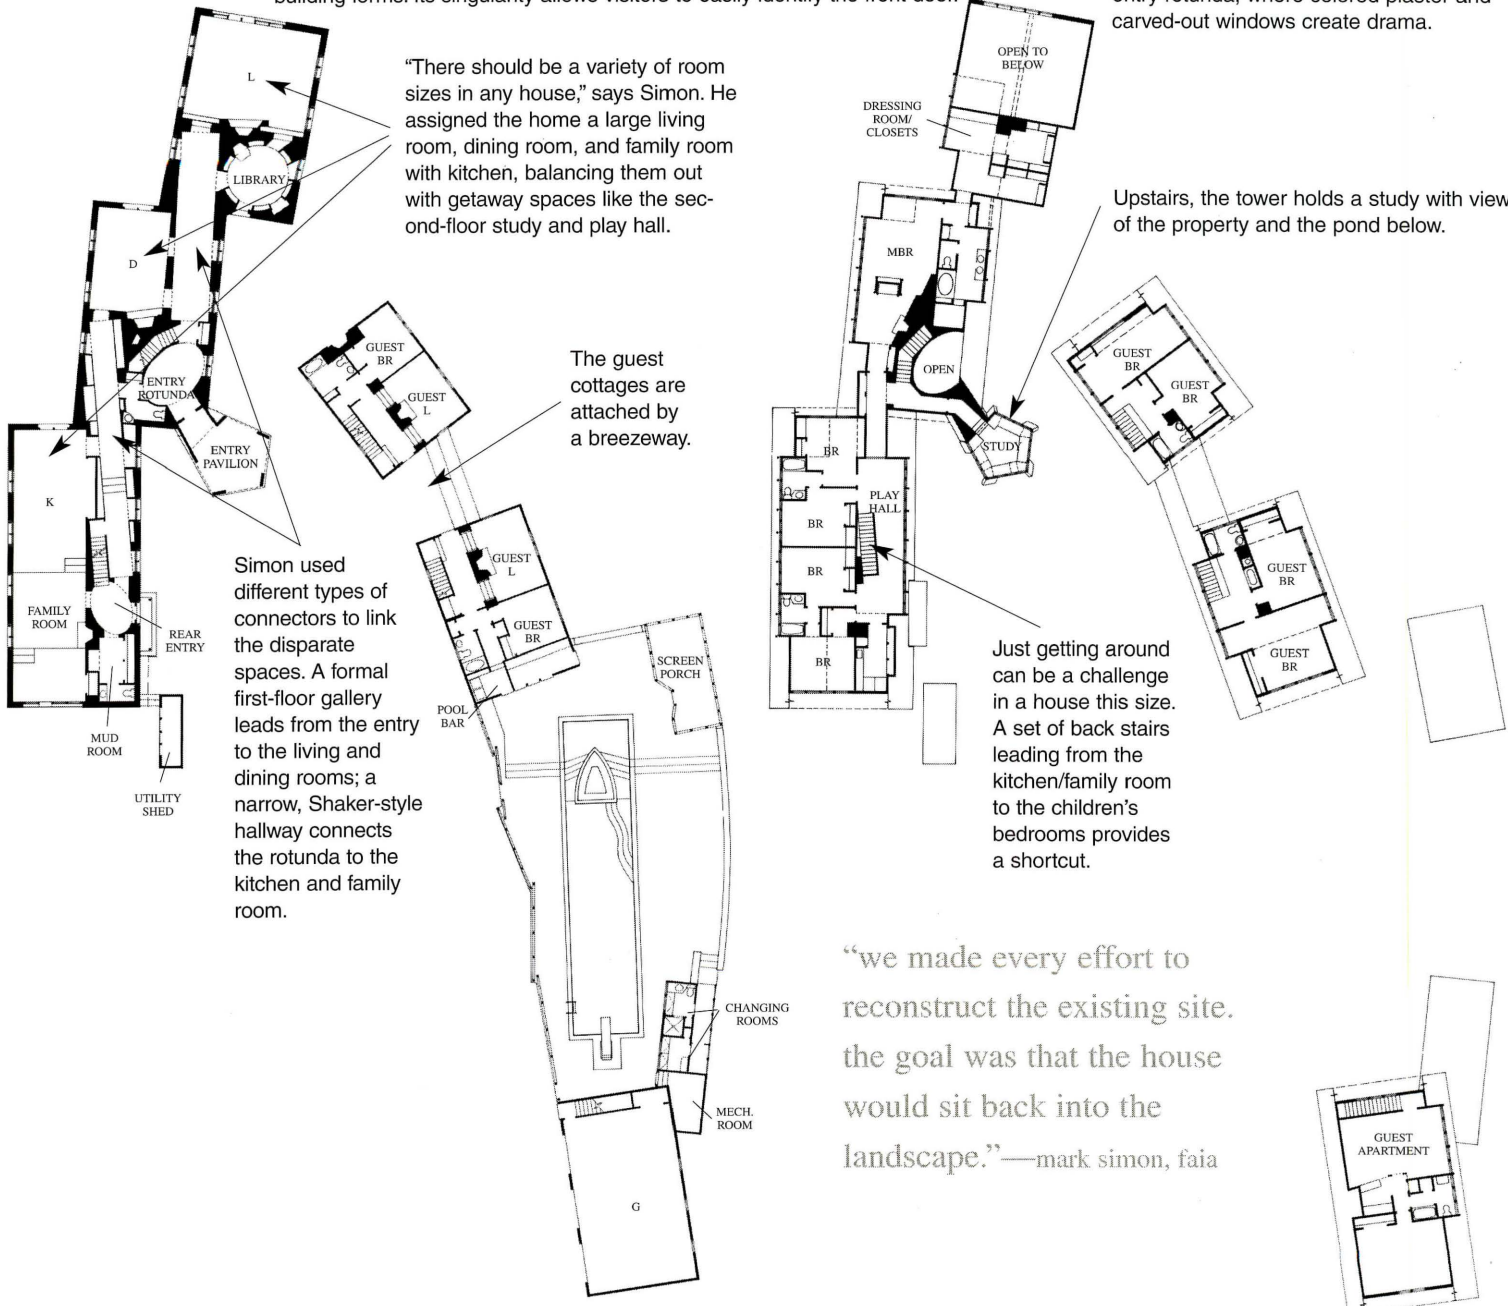 carved-out windows create drama.
"There should be a variety of room
sizes in any house," says Simon. He
assigned the home a large living
room, dining room, and family room
with kitchen, balancing them out
with getaway spaces like the sec-
ond-floor study and play hall.
L
LIBRARY
D
ENTRY
ROTUNDA
ENTRY
PAVILION
K
FAMILY
ROOM
REAR
ENTRY
MUD
ROOM
UTILITY
SHED
Simon used
different types of
connectors to link
the disparate
spaces. A formal
first-floor gallery
leads from the entry
to the living and
dining rooms; a
narrow, Shaker-style
hallway connects
the rotunda to the
kitchen and family
room.
GUEST
BR
GUEST
L
The guest
cottages are
attached by
a breezeway.
GUEST
L
GUEST
BR
POOL
BAR
SCREEN
PORCH
CHANGING
ROOMS
MECH.
ROOM
G
OPEN TO
BELOW
DRESSING
ROOM/
CLOSETS
MBR
OPEN
STUDY
Upstairs, the tower holds a study with view
of the property and the pond below.
BR
PLAY
HALL
BR
BR
BR
GUEST
BR
GUEST
BR
GUEST
BR
GUEST
BR
Just getting around
can be a challenge
in a house this size.
A set of back stairs
leading from the
kitchen/family room
to the children's
bedrooms provides
a shortcut.
"we made every effort to
reconstruct the existing site.
the goal was that the house
would sit back into the
landscape."—mark simon, faia
GUEST
APARTMENT